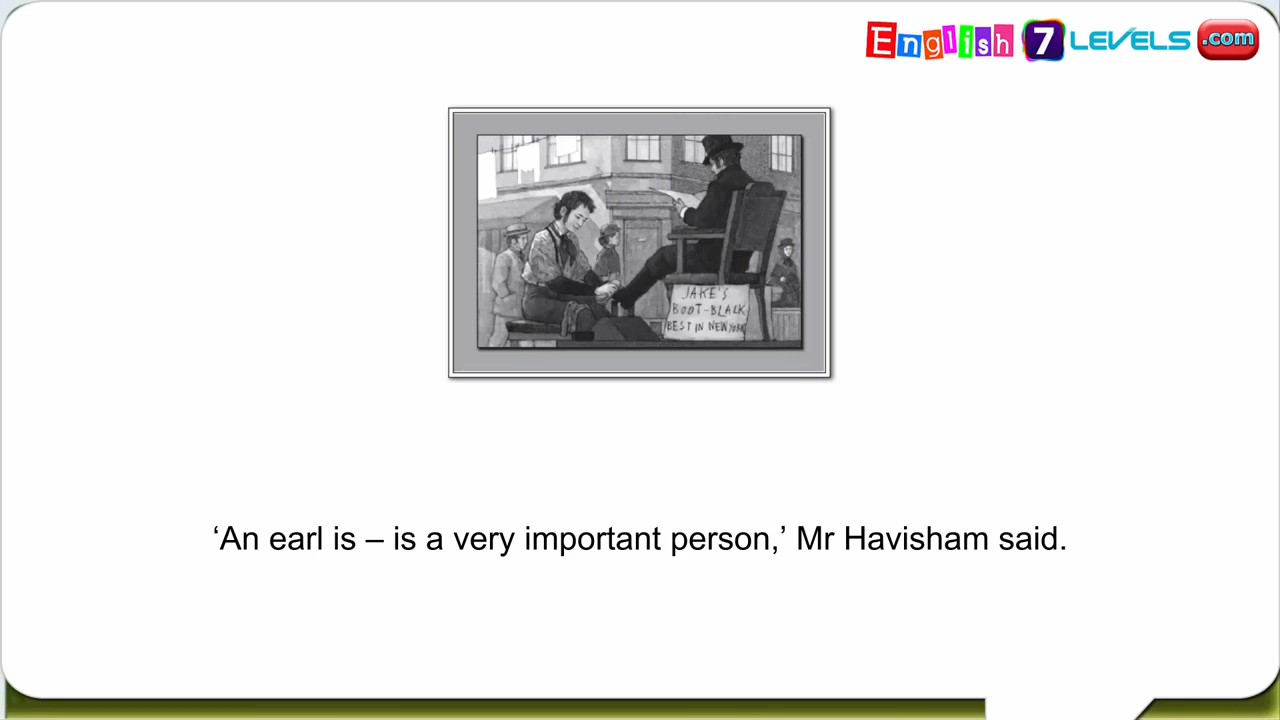 English 7 LEVELS .com
JAKE'S
BOOT-BLACK
BEST IN NEW YORK
‘An earl is – is a very important person,’ Mr Havisham said.